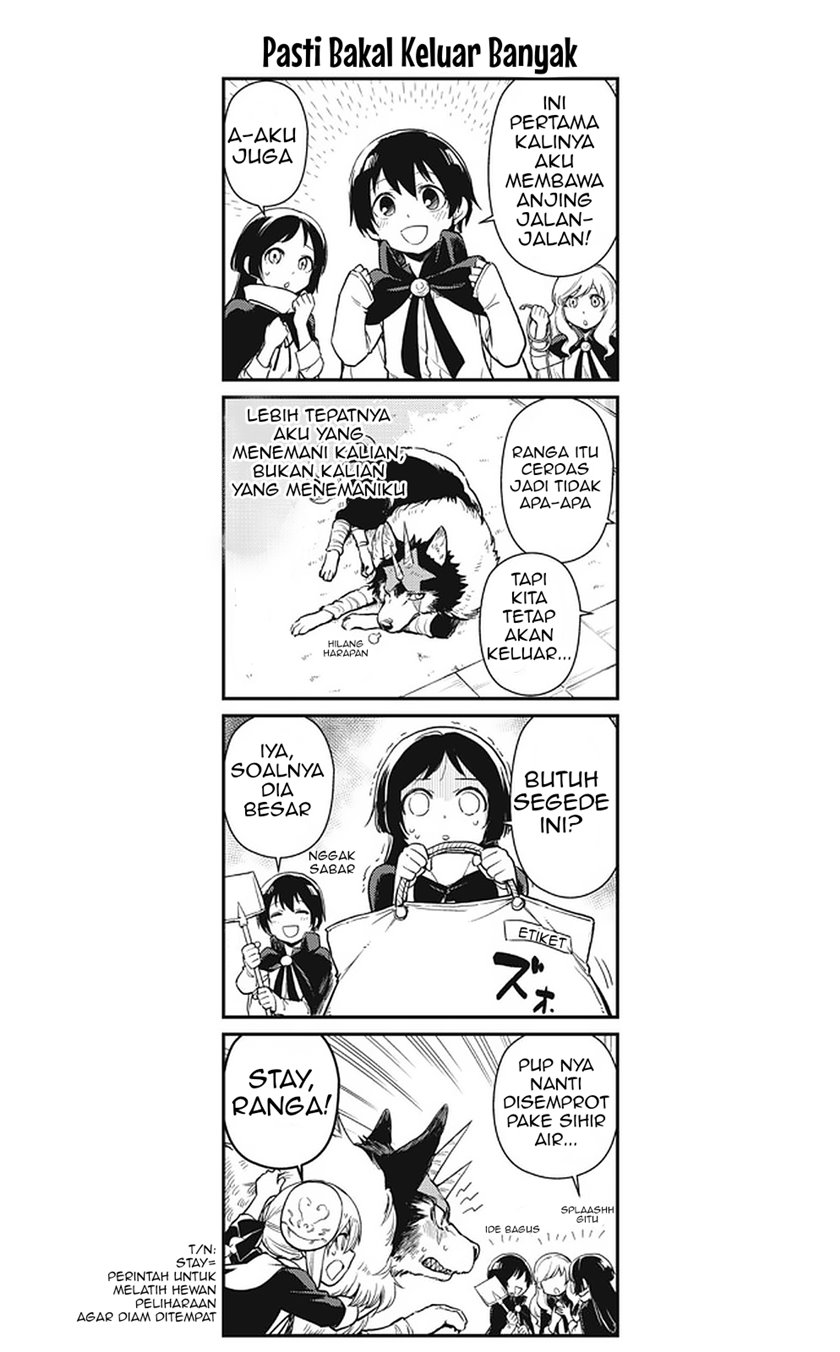 Pasti Bakal Keluar Banyak
INI
PERTAMA
KALINYA
AKU
MEMBAWA
ANJING
JALAN-
JALAN!
A-AKU
JUGA
RANGA ITU
CERDAS
JADI TIDAK
APA-APA
TAPI
KITA
TETAP
AKAN
KELUAR...
LEBIH TEPATNYA
AKU YANG
MENEMANI KALIAN,
BUKAN KALIAN
YANG MENEMANIKU
HILANG
HARAPAN
BUTUH
SEGEDE
INI?
IYA,
SOALNYA
DIA
BESAR
NGGAK
SABAR
ETIKET
ズオ
PUP NYA
NANTI
DISEMPROT
PAKE SIHIR
AIR...
STAY,
RANGA!
SPLAASHH
GITU
IDE BAGUS
T/N:
STAY=
PERINTAH UNTUK
MELATIH HEWAN
PELIHARAAN
AGAR DIAM DITEMPAT